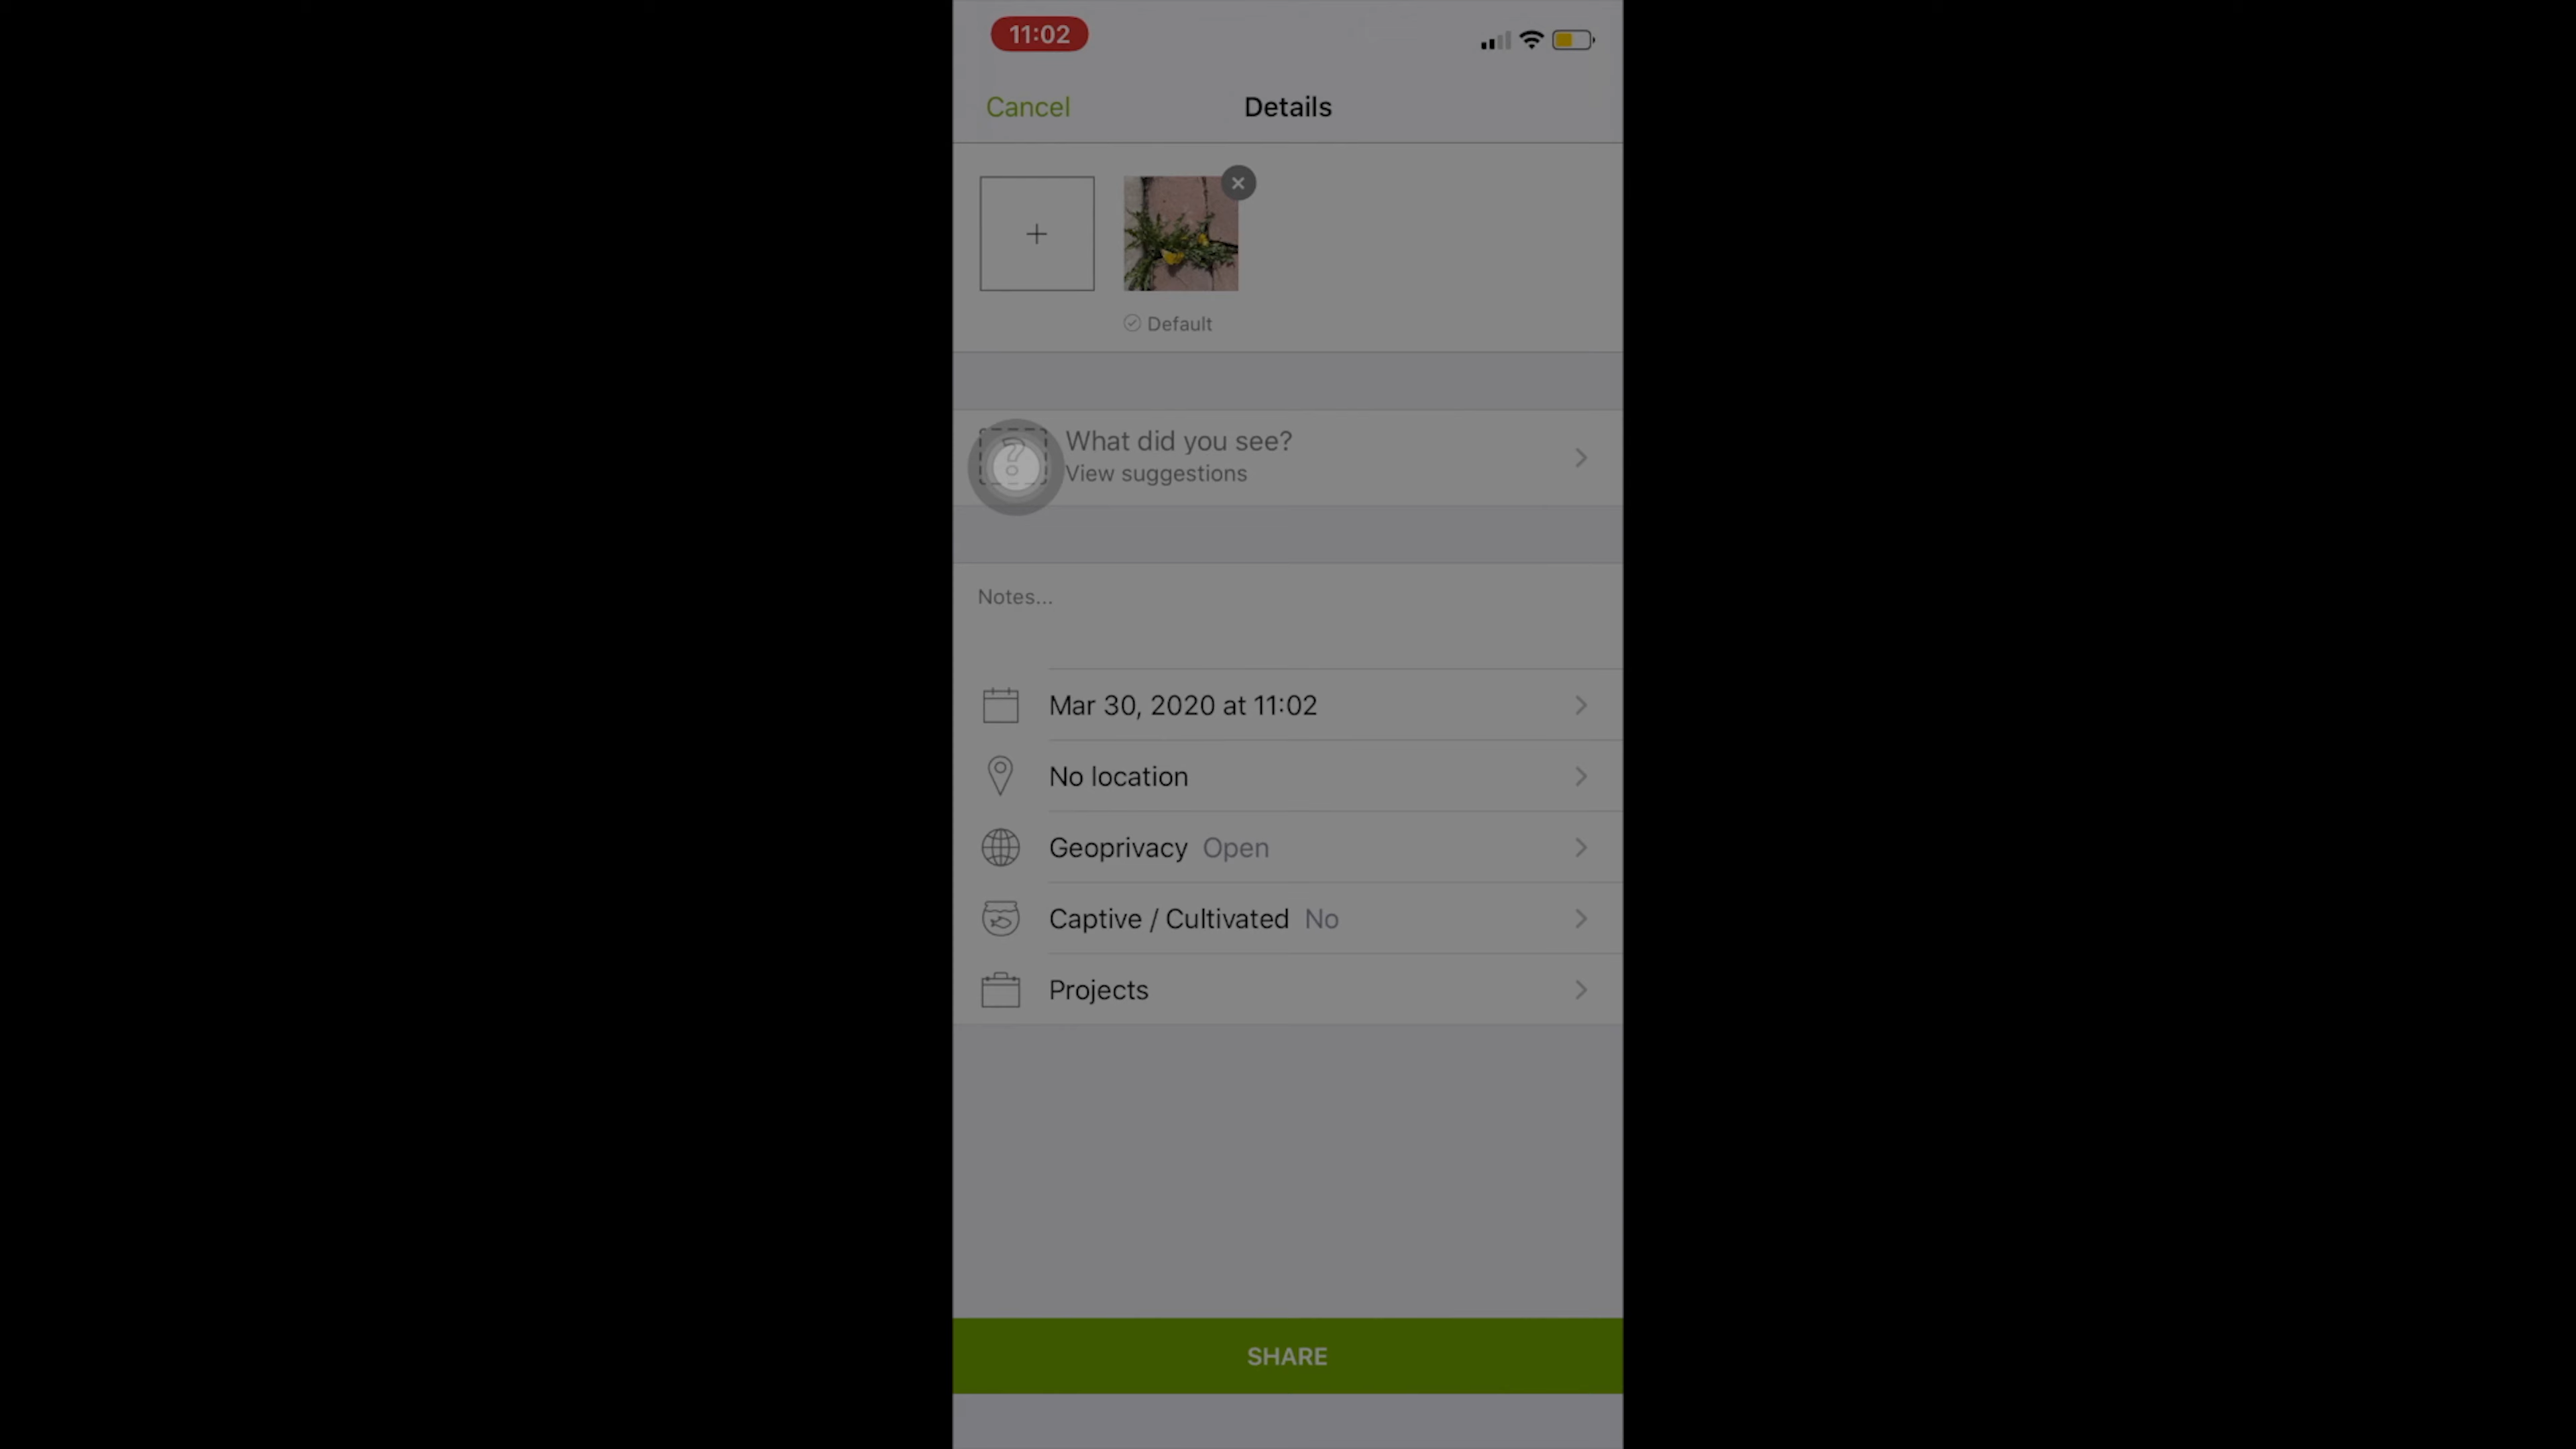 11:02
Cancel
Details
Default
What did you see?
View suggestions
Notes...
Mar 30, 2020 at 11:02
No location
Geoprivacy Open
Captive / Cultivated No
Projects
SHARE